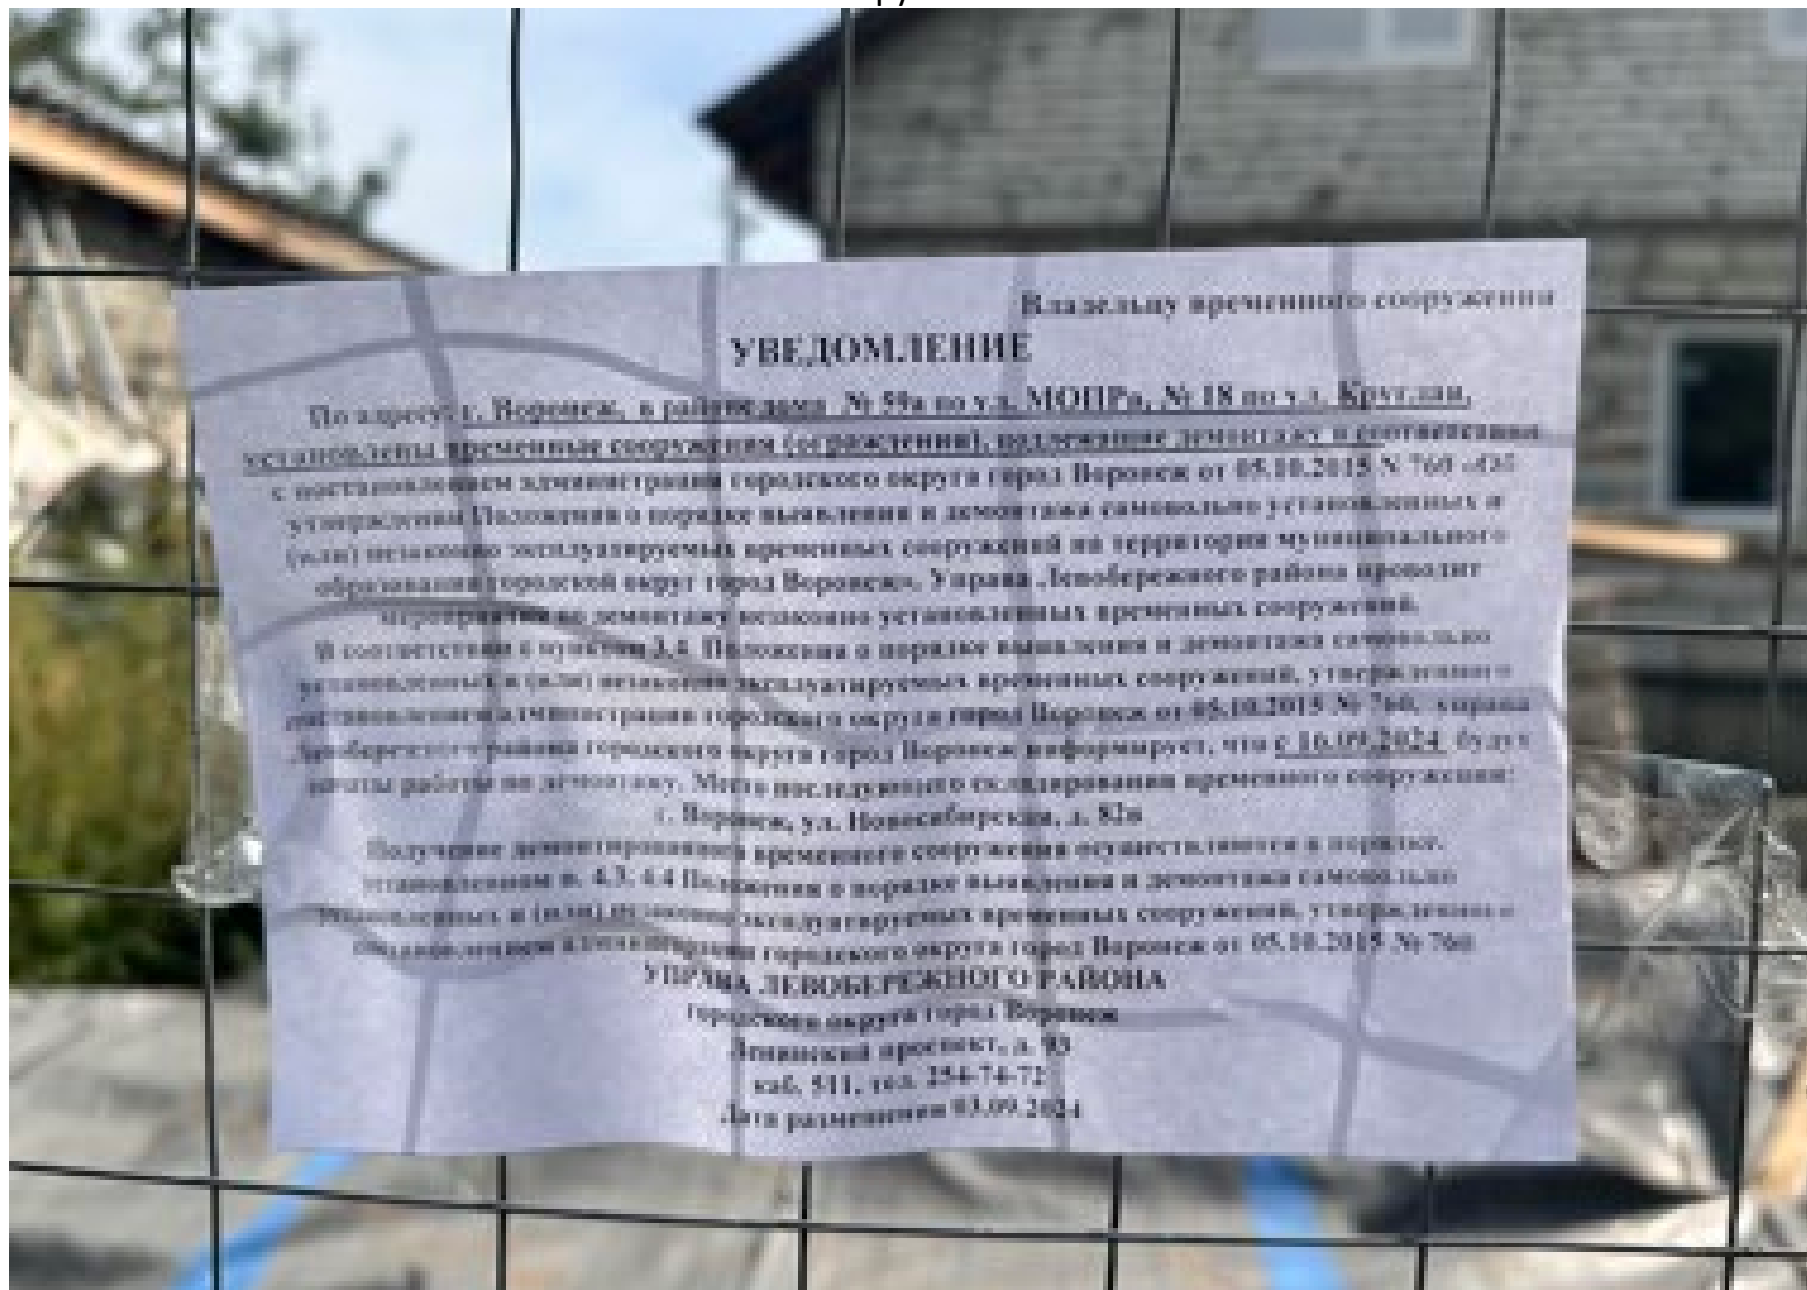 Владельцу временного сооружения
УВЕДОМЛЕНИЕ
По адресу: г. Воронеж, в районе дома № 59а по ул. МОПРа, № 18 по ул. Круглая,
установлены временные сооружения (ограждения), подлежащие демонтажу в соответствии
с постановлением администрации городского округа город Воронеж от 05.10.2015 N 760 «Об
утверждении Положения о порядке выявления и демонтажа самовольно установленных и
(или) незаконно эксплуатируемых временных сооружений на территории муниципального
образования городской округ город Воронеж». Управа Левобережного района проводит
мероприятия по демонтажу незаконно установленных временных сооружений.
В соответствии с пунктом 3.4 Положения о порядке выявления и демонтажа самовольно
установленных и (или) незаконно эксплуатируемых временных сооружений, утвержденного
постановлением администрации городского округа город Воронеж от 05.10.2015 № 760, управа
Левобережного района городского округа город Воронеж информирует, что с 16.09.2024 будут
начаты работы по демонтажу. Место последующего складирования временного сооружения:
г. Воронеж, ул. Новосибирская, д. 82
Получение демонтированного временного сооружения осуществляются в порядке,
установленном п. 4.3, 4.4 Положения о порядке выявления и демонтажа самовольно
установленных и (или) незаконно эксплуатируемых временных сооружений, утвержденного
постановлением администрации городского округа город Воронеж от 05.10.2015 № 760
УПРАВА ЛЕВОБЕРЕЖНОГО РАЙОНА
городского округа город Воронеж
Ленинский проспект, д. 93
каб. 511, тел. 254-74-72
Дата размещения 03.09.2024